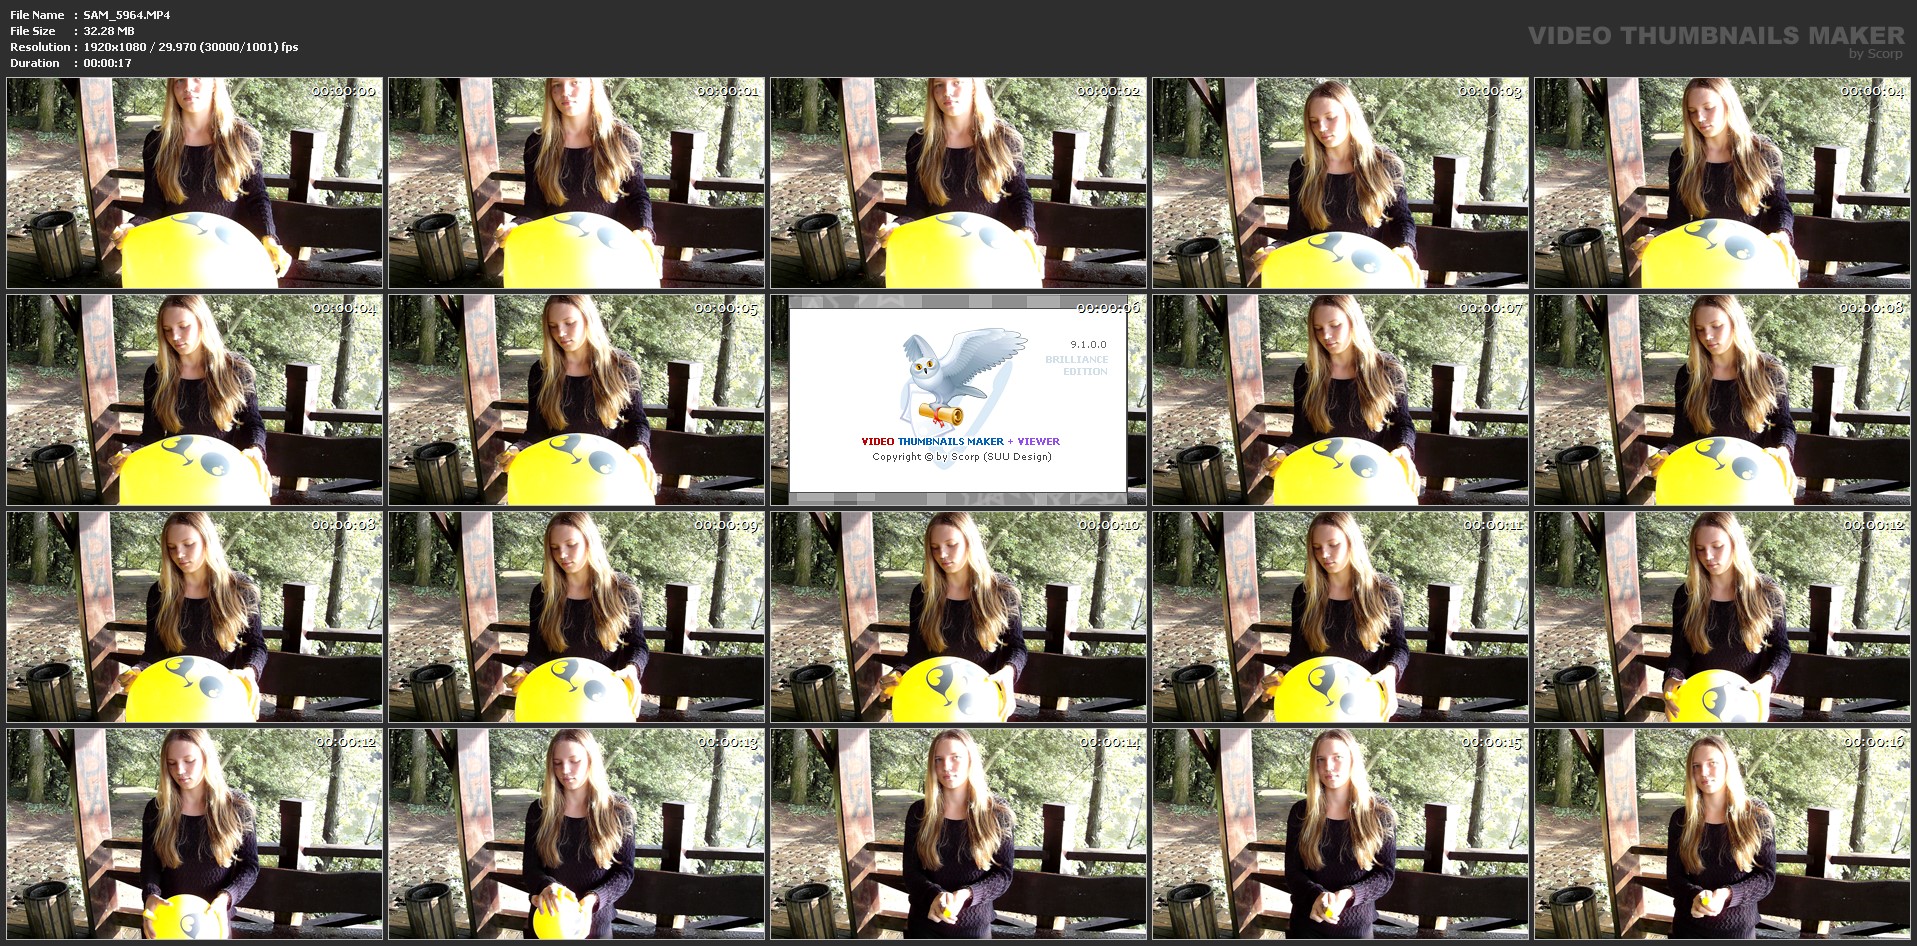 File Name : SAM_5964.MP4
File Size : 32.28 MB
Resolution : 1920x1080 / 29.970 (30000/1001) fps
Duration : 00:00:17
VIDEO THUMBNAILS MAKER
by Scorp
00:00:00
00:00:01
00:00:02
00:00:03
00:00:04
00:00:04
00:00:05
00:00:06
9.1.0.0
BRILLIANCE
EDITION
VIDEO THUMBNAILS MAKER + VIEWER
Copyright © by Scorp (SUU Design)
00:00:07
00:00:08
00:00:08
00:00:09
00:00:10
00:00:11
00:00:12
00:00:12
00:00:13
00:00:14
00:00:15
00:00:16